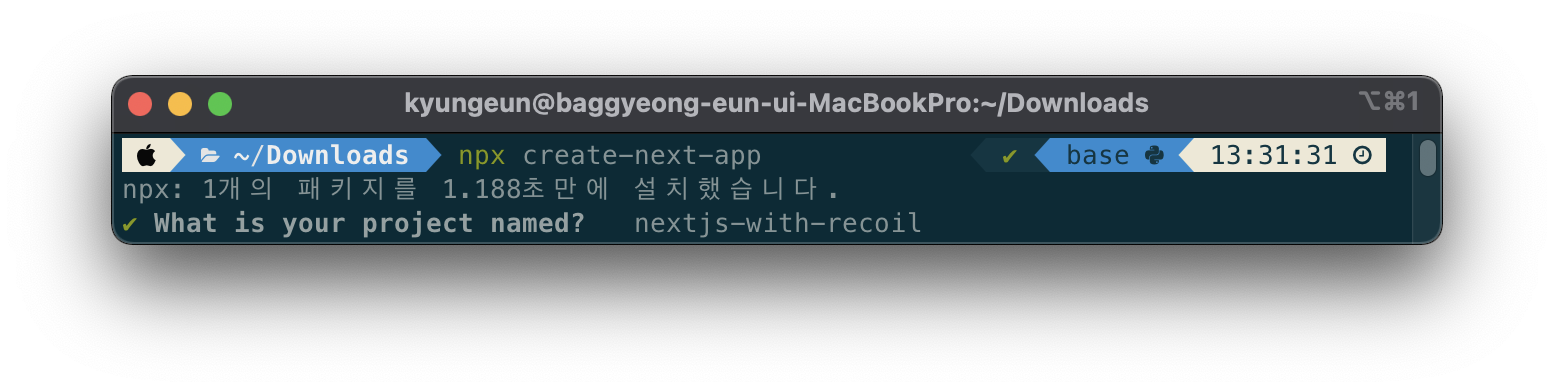 kyungeun@baggyeong-eun-ui-MacBookPro:~/Downloads ⌥⌘1
~/Downloads npx create-next-app ✔ base 13:31:31
npx: 1개의 패키지를 1.188초만에 설치했습니다.
✔ What is your project named? nextjs-with-recoil